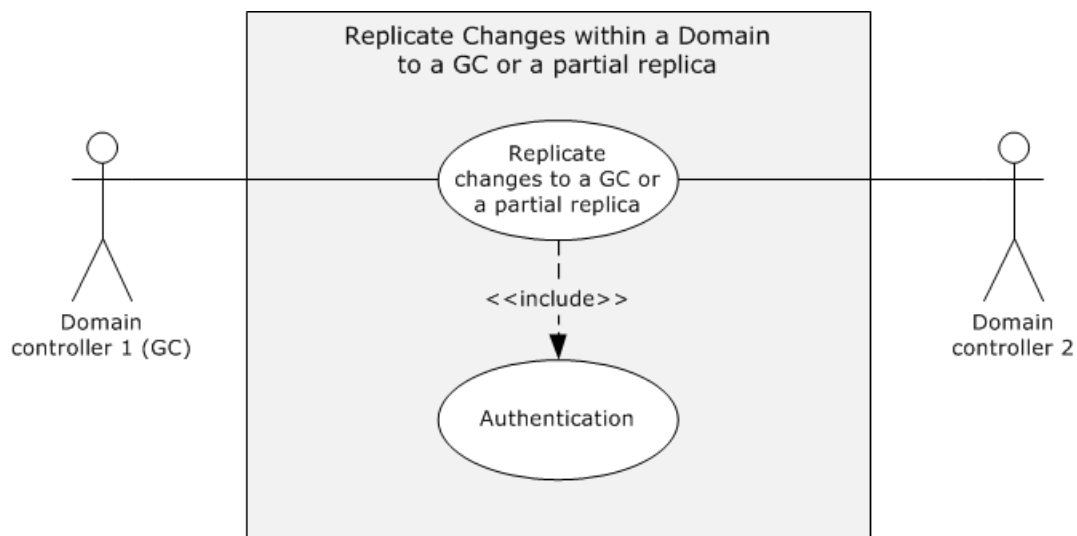 Replicate Changes within a Domain
to a GC or a partial replica
Replicate
changes to a GC or
a partial replica
<<include>>
Domain
controller 1 (GC)
Domain
controller 2
Authentication